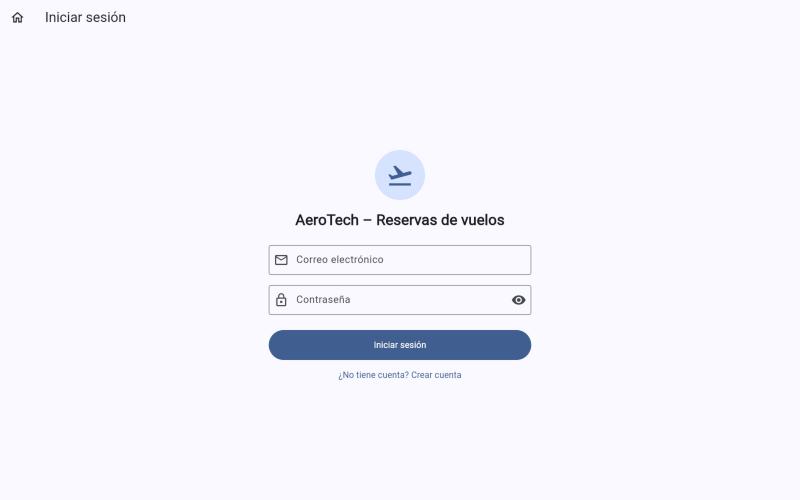 Iniciar sesión
AeroTech – Reservas de vuelos
Correo electrónico
Contraseña
Iniciar sesión
¿No tiene cuenta? Crear cuenta